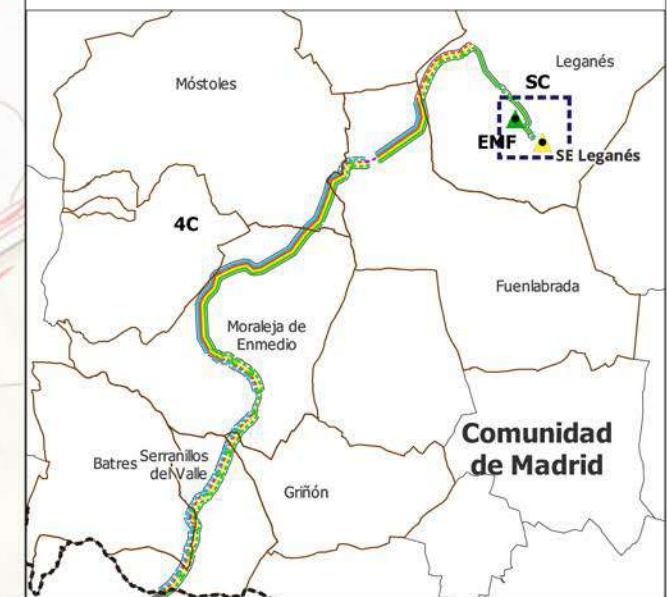 Leganés
Móstoles
SC
EMF
SE Leganés
4C
Fuenlabrada
Moraleja de
Enmedio
Comunidad
de Madrid
Batres
Serranillos
del Valle
Griñón